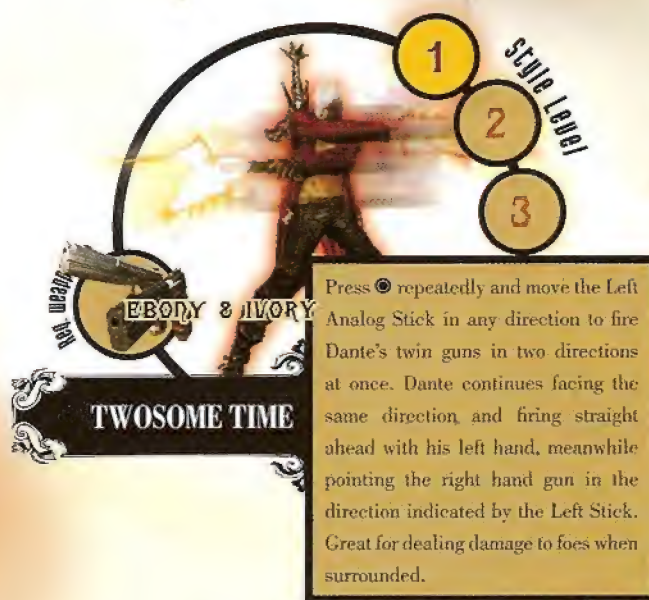 1
Style Level
2
3
Req. weapon
EBONY & IVORY
TWOSOME TIME
Press ◉ repeatedly and move the Left
Analog Stick in any direction to fire
Dante's twin guns in two directions
at once. Dante continues facing the
same direction, and firing straight
ahead with his left hand, meanwhile
pointing the right hand gun in the
direction indicated by the Left Stick.
Great for dealing damage to foes when
surrounded.